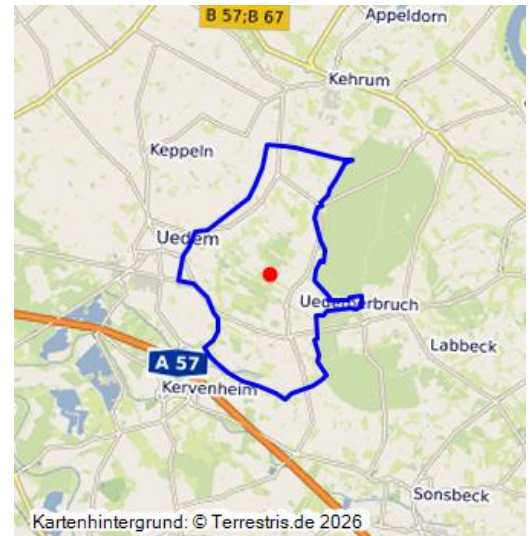 B 57;B 67
Appeldorn
Kehrum
Keppeln
Uedem
Uedemerbruch
Labbeck
A 57
Kervenheim
Sonsbeck
Kartenhintergrund: © Terrestris.de 2026